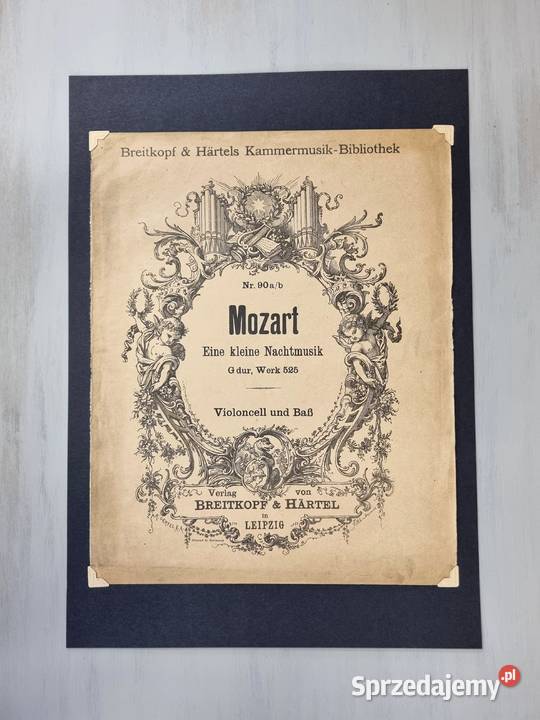 Breitkopf & Härtels Kammermusik-Bibliothek
Nr. 90 a/b
Mozart
Eine kleine Nachtmusik
G dur, Werk 525
Violoncell und Baß
Verlag von
BREITKOPF & HÄRTEL
in
LEIPZIG
Sprzedajemy.pl